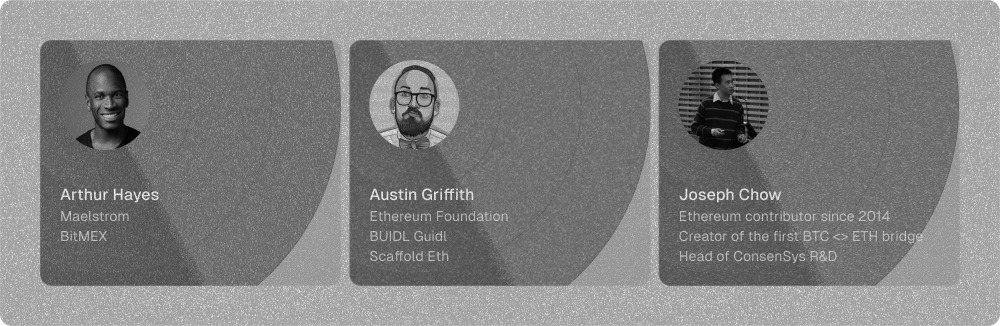 Arthur Hayes
Maelstrom
BitMEX
Austin Griffith
Ethereum Foundation
BUIDL Guidl
Scaffold Eth
Joseph Chow
Ethereum contributor since 2014
Creator of the first BTC <> ETH bridge
Head of ConsenSys R&D